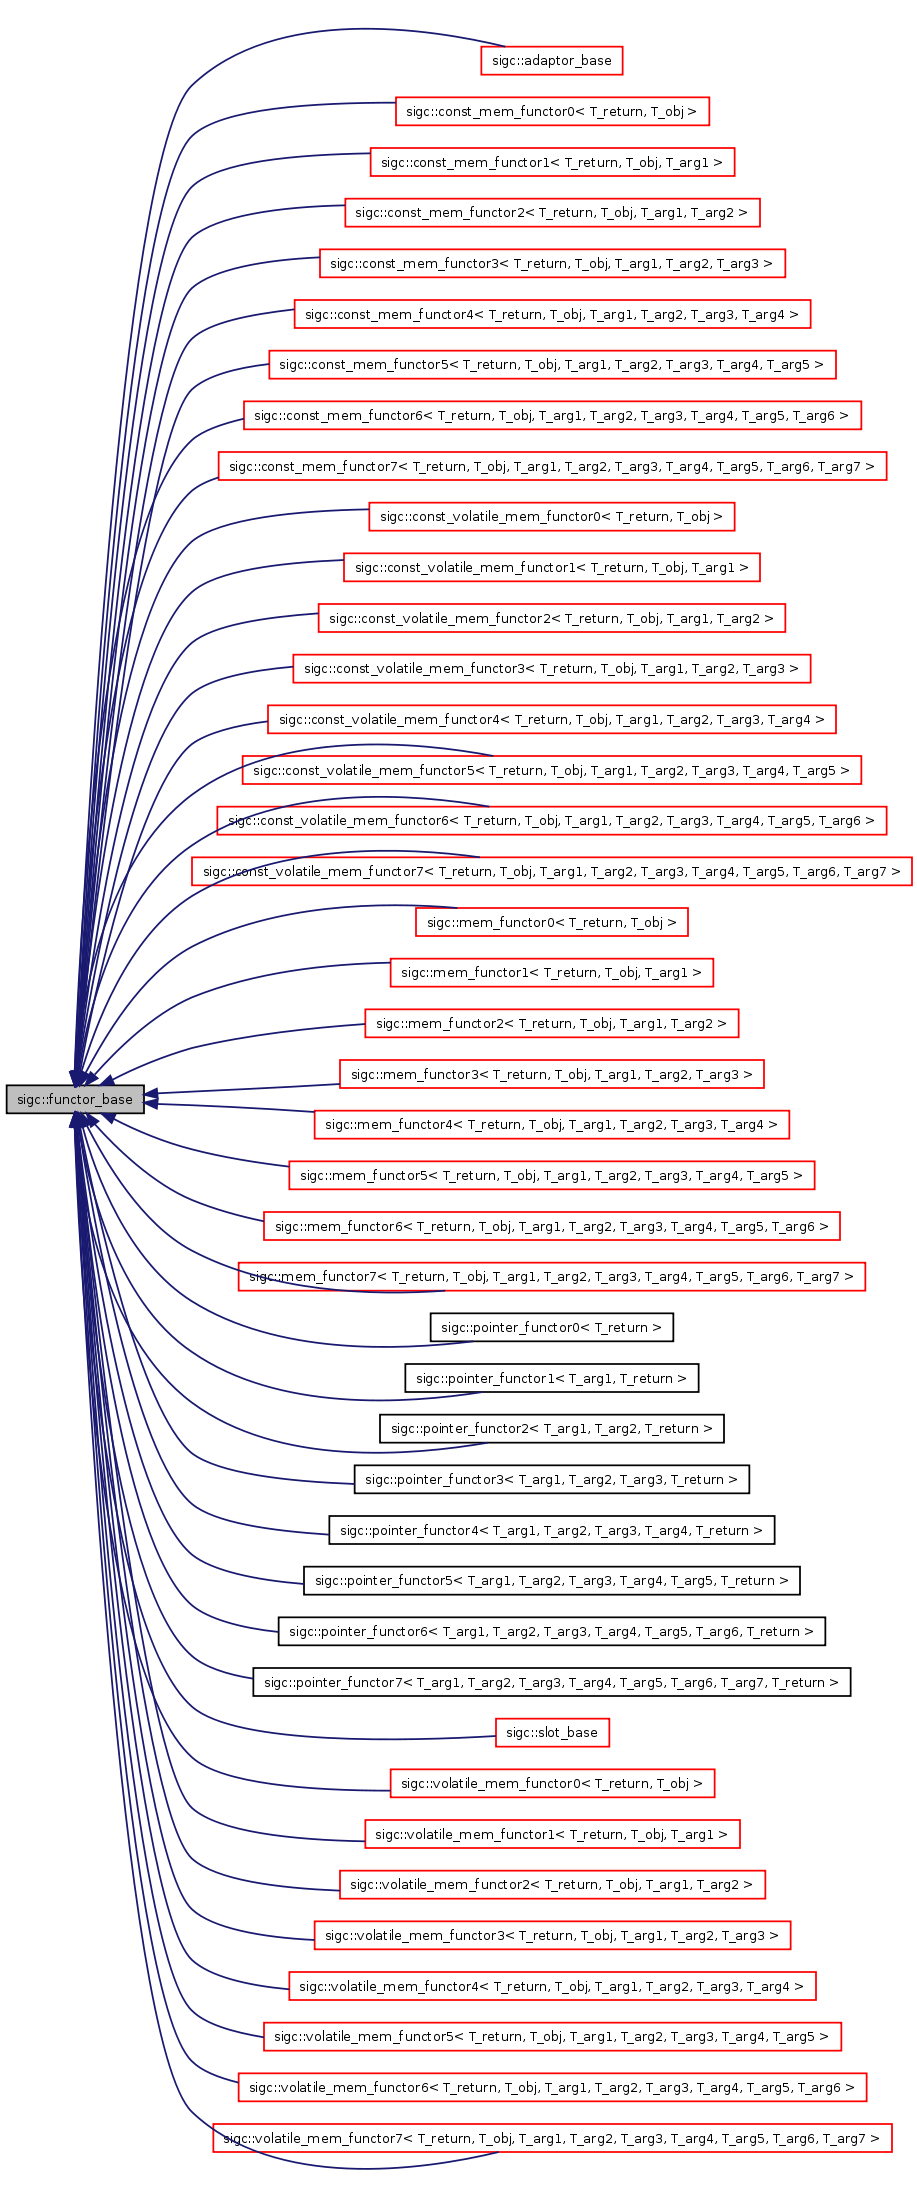 sigc::adaptor_base
sigc::const_mem_functor0< T_return, T_obj >
sigc::const_mem_functor1< T_return, T_obj, T_arg1 >
sigc::const_mem_functor2< T_return, T_obj, T_arg1, T_arg2 >
sigc::const_mem_functor3< T_return, T_obj, T_arg1, T_arg2, T_arg3 >
sigc::const_mem_functor4< T_return, T_obj, T_arg1, T_arg2, T_arg3, T_arg4 >
sigc::const_mem_functor5< T_return, T_obj, T_arg1, T_arg2, T_arg3, T_arg4, T_arg5 >
sigc::const_mem_functor6< T_return, T_obj, T_arg1, T_arg2, T_arg3, T_arg4, T_arg5, T_arg6 >
sigc::const_mem_functor7< T_return, T_obj, T_arg1, T_arg2, T_arg3, T_arg4, T_arg5, T_arg6, T_arg7 >
sigc::const_volatile_mem_functor0< T_return, T_obj >
sigc::const_volatile_mem_functor1< T_return, T_obj, T_arg1 >
sigc::const_volatile_mem_functor2< T_return, T_obj, T_arg1, T_arg2 >
sigc::const_volatile_mem_functor3< T_return, T_obj, T_arg1, T_arg2, T_arg3 >
sigc::const_volatile_mem_functor4< T_return, T_obj, T_arg1, T_arg2, T_arg3, T_arg4 >
sigc::const_volatile_mem_functor5< T_return, T_obj, T_arg1, T_arg2, T_arg3, T_arg4, T_arg5 >
sigc::const_volatile_mem_functor6< T_return, T_obj, T_arg1, T_arg2, T_arg3, T_arg4, T_arg5, T_arg6 >
sigc::const_volatile_mem_functor7< T_return, T_obj, T_arg1, T_arg2, T_arg3, T_arg4, T_arg5, T_arg6, T_arg7 >
sigc::mem_functor0< T_return, T_obj >
sigc::mem_functor1< T_return, T_obj, T_arg1 >
sigc::mem_functor2< T_return, T_obj, T_arg1, T_arg2 >
sigc::mem_functor3< T_return, T_obj, T_arg1, T_arg2, T_arg3 >
sigc::functor_base
sigc::mem_functor4< T_return, T_obj, T_arg1, T_arg2, T_arg3, T_arg4 >
sigc::mem_functor5< T_return, T_obj, T_arg1, T_arg2, T_arg3, T_arg4, T_arg5 >
sigc::mem_functor6< T_return, T_obj, T_arg1, T_arg2, T_arg3, T_arg4, T_arg5, T_arg6 >
sigc::mem_functor7< T_return, T_obj, T_arg1, T_arg2, T_arg3, T_arg4, T_arg5, T_arg6, T_arg7 >
sigc::pointer_functor0< T_return >
sigc::pointer_functor1< T_arg1, T_return >
sigc::pointer_functor2< T_arg1, T_arg2, T_return >
sigc::pointer_functor3< T_arg1, T_arg2, T_arg3, T_return >
sigc::pointer_functor4< T_arg1, T_arg2, T_arg3, T_arg4, T_return >
sigc::pointer_functor5< T_arg1, T_arg2, T_arg3, T_arg4, T_arg5, T_return >
sigc::pointer_functor6< T_arg1, T_arg2, T_arg3, T_arg4, T_arg5, T_arg6, T_return >
sigc::pointer_functor7< T_arg1, T_arg2, T_arg3, T_arg4, T_arg5, T_arg6, T_arg7, T_return >
sigc::slot_base
sigc::volatile_mem_functor0< T_return, T_obj >
sigc::volatile_mem_functor1< T_return, T_obj, T_arg1 >
sigc::volatile_mem_functor2< T_return, T_obj, T_arg1, T_arg2 >
sigc::volatile_mem_functor3< T_return, T_obj, T_arg1, T_arg2, T_arg3 >
sigc::volatile_mem_functor4< T_return, T_obj, T_arg1, T_arg2, T_arg3, T_arg4 >
sigc::volatile_mem_functor5< T_return, T_obj, T_arg1, T_arg2, T_arg3, T_arg4, T_arg5 >
sigc::volatile_mem_functor6< T_return, T_obj, T_arg1, T_arg2, T_arg3, T_arg4, T_arg5, T_arg6 >
sigc::volatile_mem_functor7< T_return, T_obj, T_arg1, T_arg2, T_arg3, T_arg4, T_arg5, T_arg6, T_arg7 >